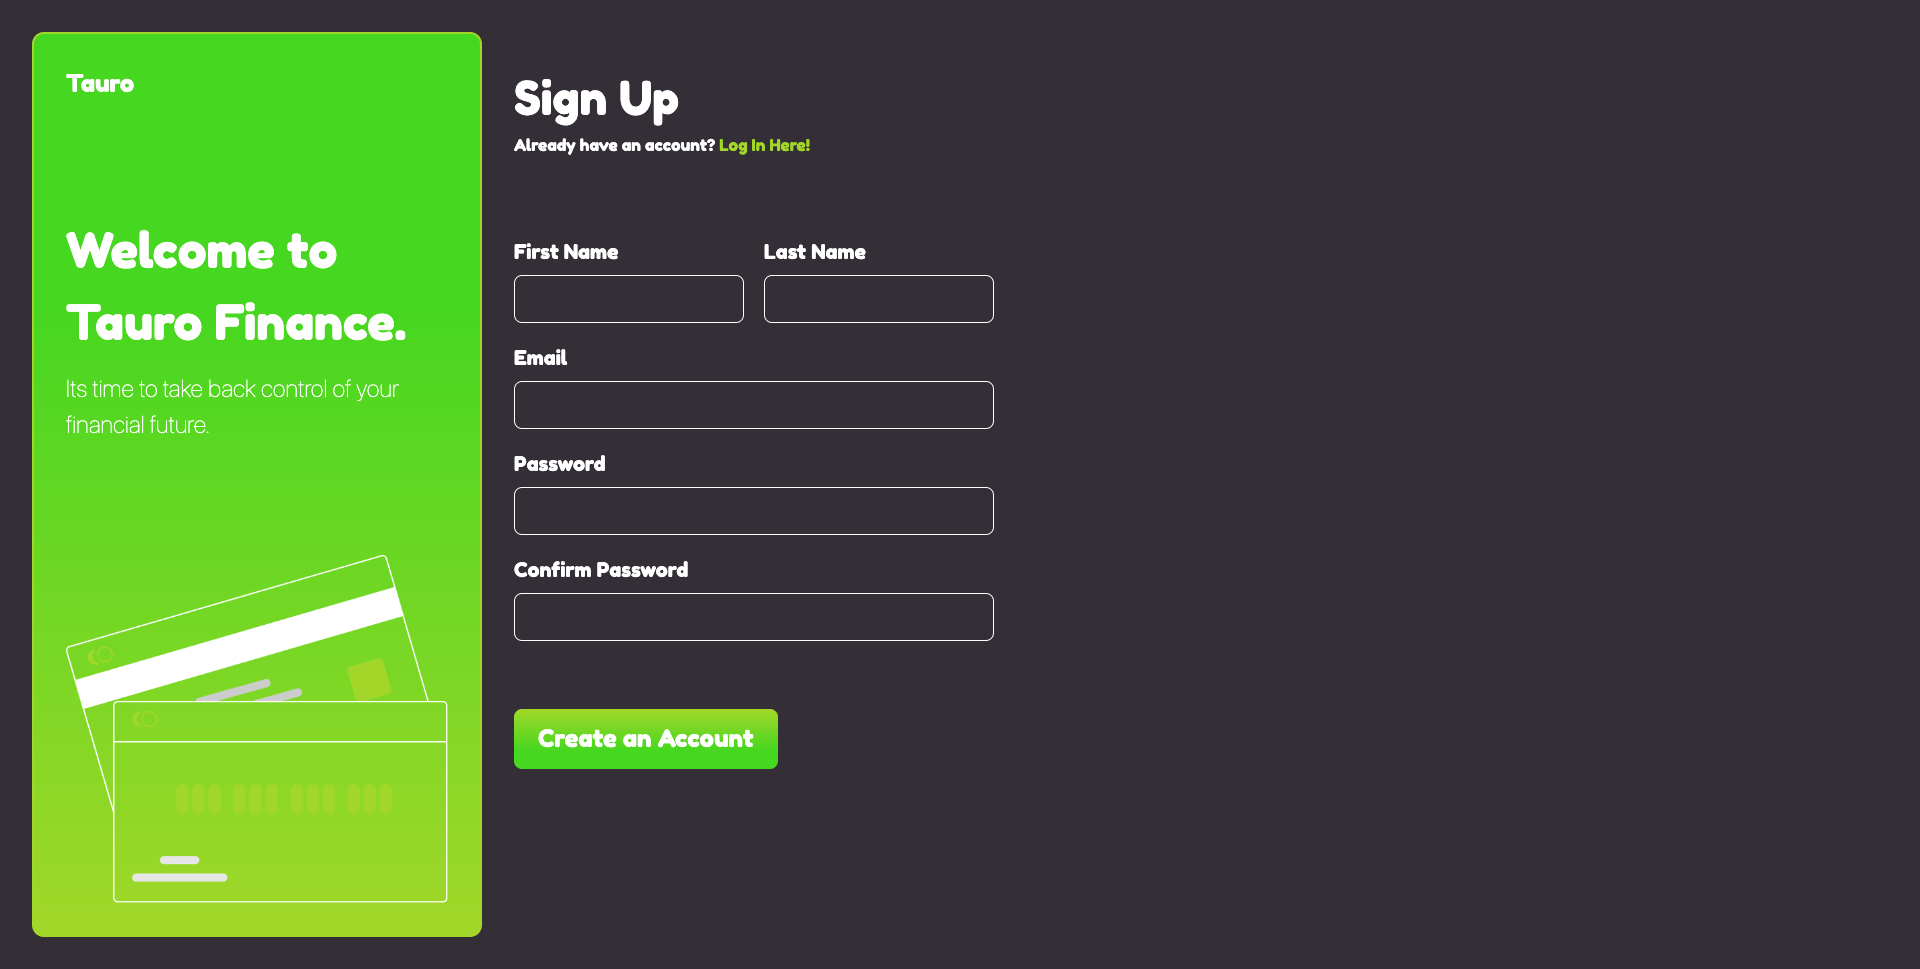 Tauro
Welcome to
Tauro Finance.
Its time to take back control of your
financial future.
Sign Up
Already have an account? Log In Here!
First Name
Last Name
Email
Password
Confirm Password
Create an Account